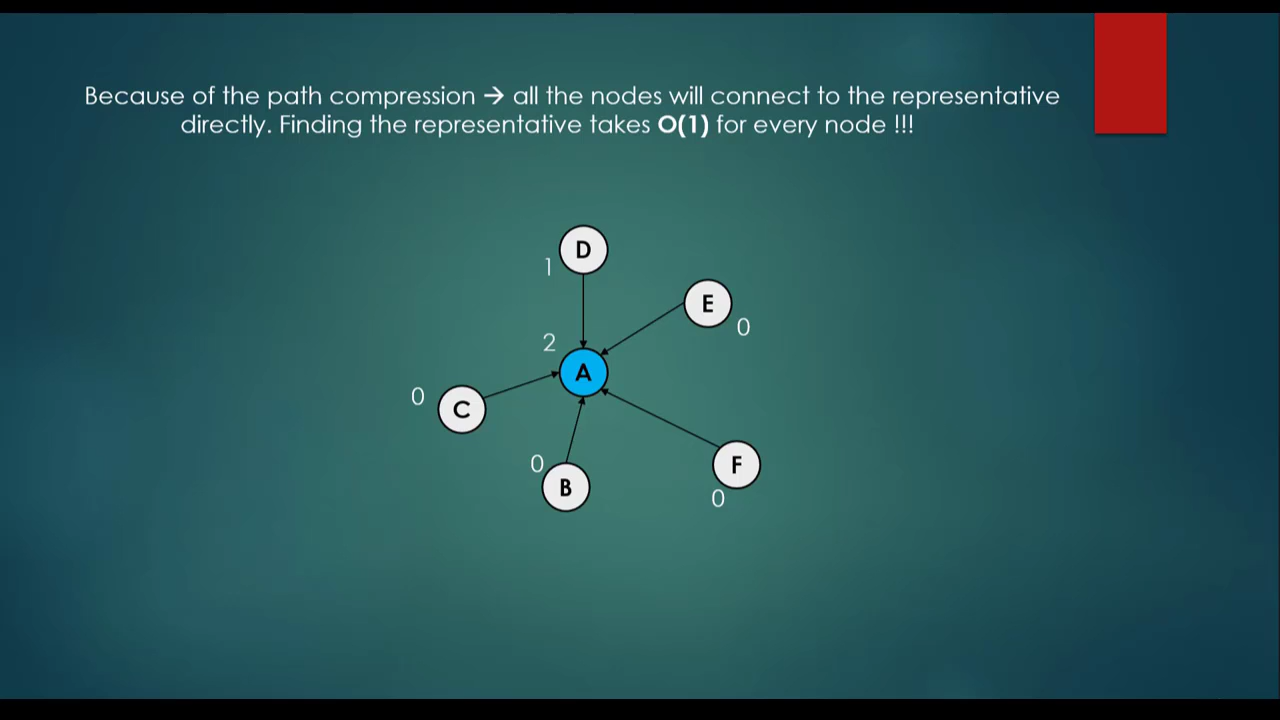 Because of the path compression → all the nodes will connect to the representative
directly. Finding the representative takes O(1) for every node !!!
D
1
E
0
2
A
0
C
0
B
F
0